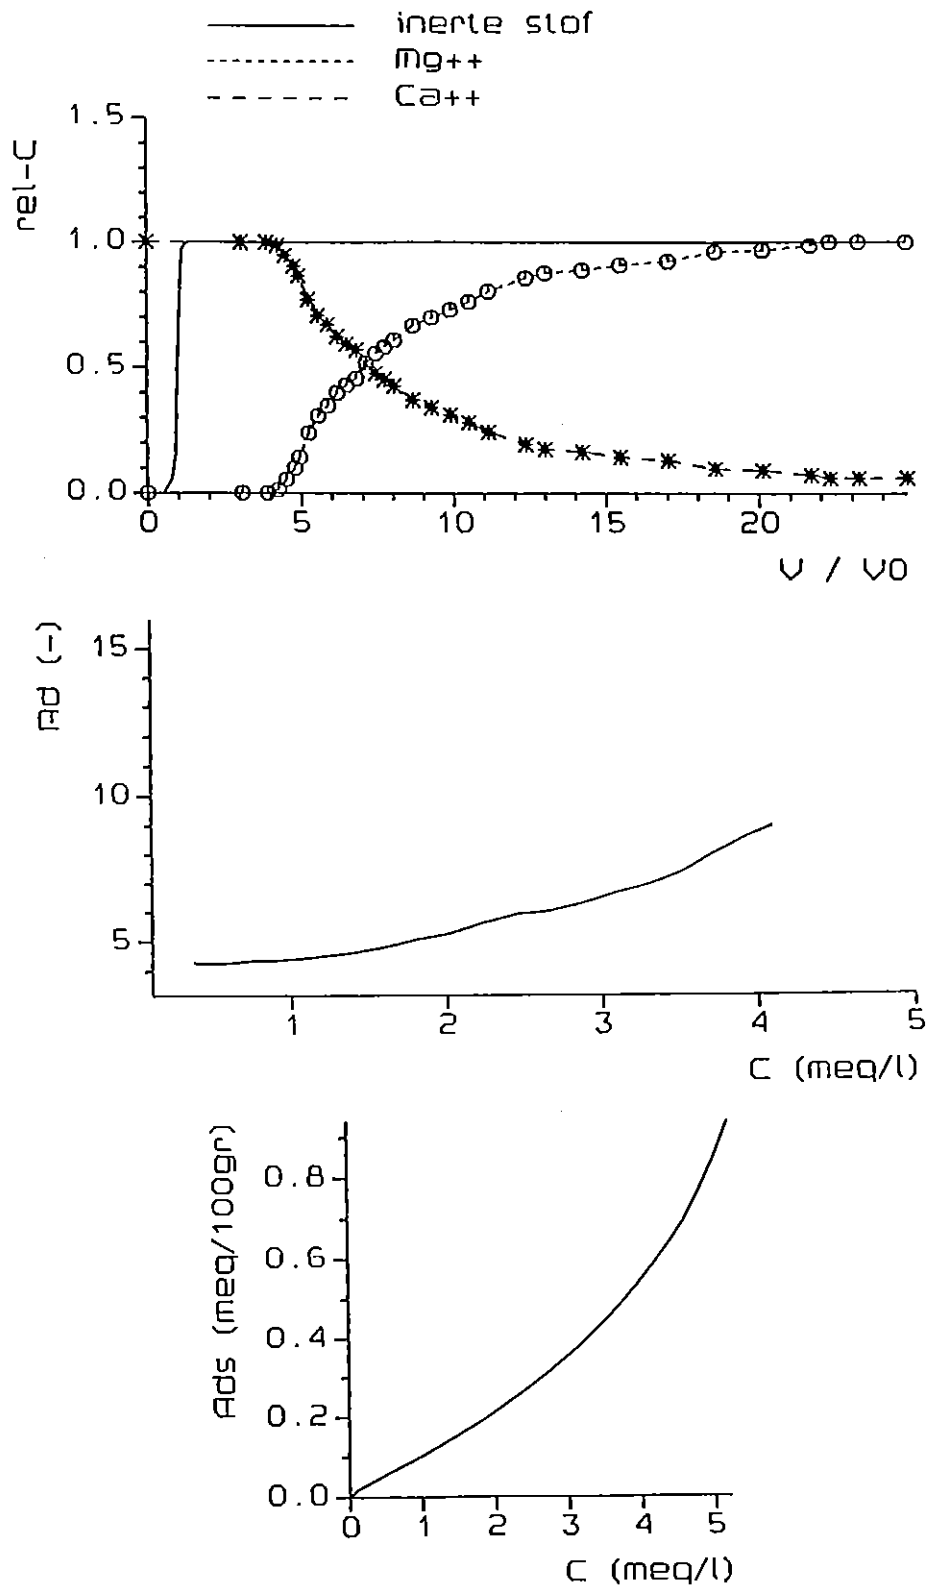 inerte stof
Mg++
Ca++
rel-C
1.5
1.0
0.5
0.0
0 5 10 15 20
V / V0
Ad (-)
15
10
5
1 2 3 4 5
C (meq/l)
Ads (meq/100gr)
0.8
0.6
0.4
0.2
0.0
0 1 2 3 4 5
C (meq/l)